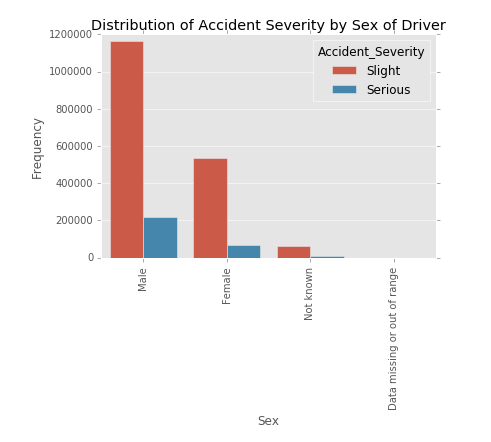 Distribution of Accident Severity by Sex of Driver
Accident_Severity
Slight
Serious
Frequency
1200000
1000000
800000
600000
400000
200000
0
Male
Female
Not known
Data missing or out of range
Sex